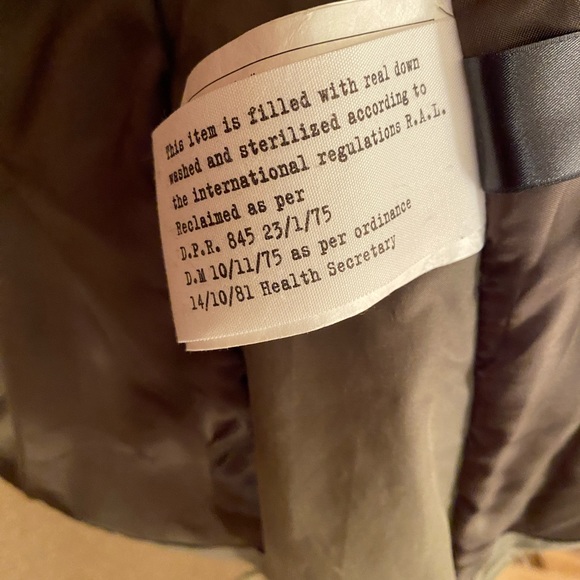 This item is filled with real down
washed and sterilized according to
the international regulations R.A.L.
Reclaimed as per
D.P.R. 845 23/1/75
D.M 10/11/75 as per ordinance
14/10/81 Health Secretary